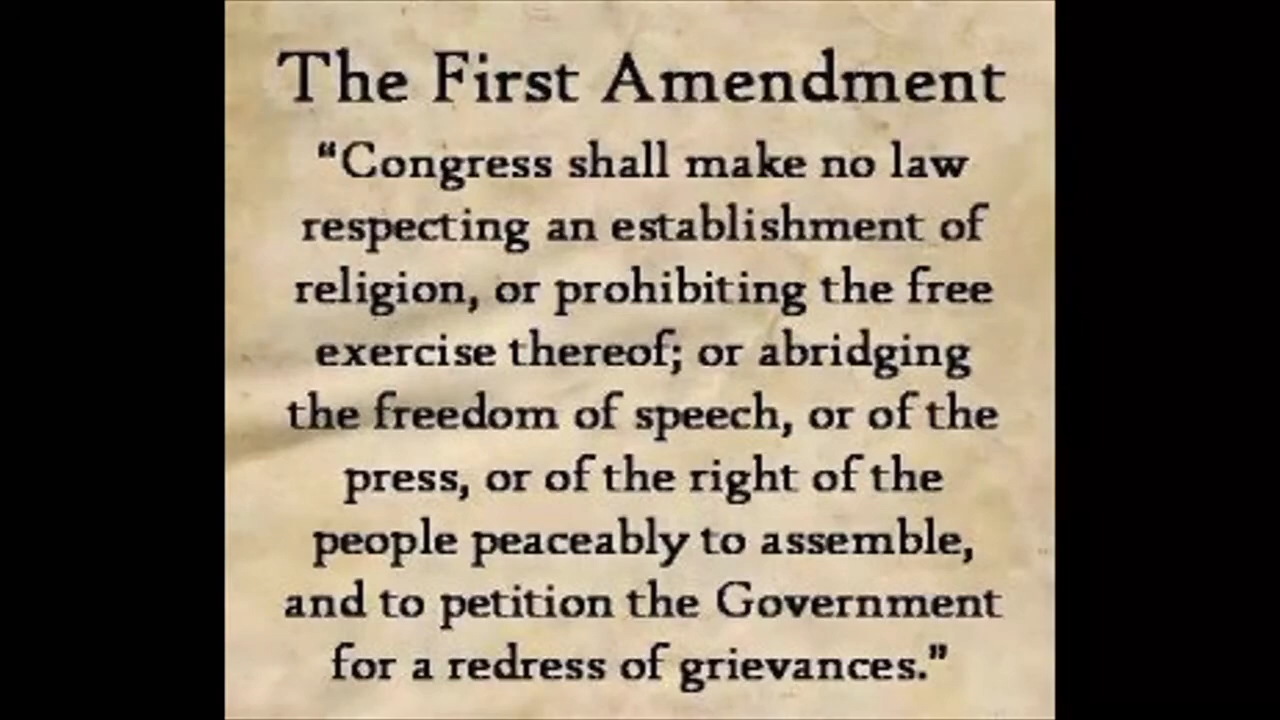 The First Amendment
“Congress shall make no law
respecting an establishment of
religion, or prohibiting the free
exercise thereof; or abridging
the freedom of speech, or of the
press, or of the right of the
people peaceably to assemble,
and to petition the Government
for a redress of grievances.”